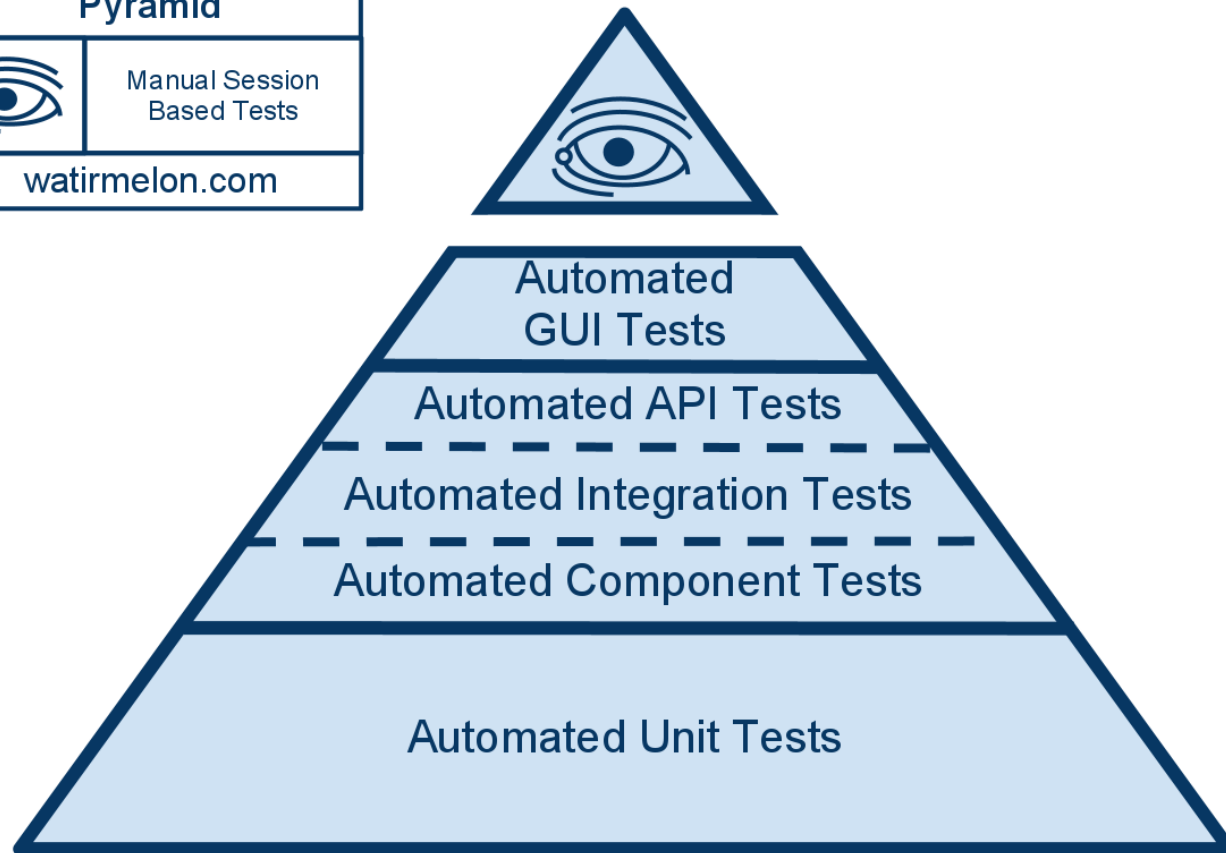 Pyramid
Manual Session
Based Tests
watirmelon.com
Automated
GUI Tests
Automated API Tests
Automated Integration Tests
Automated Component Tests
Automated Unit Tests